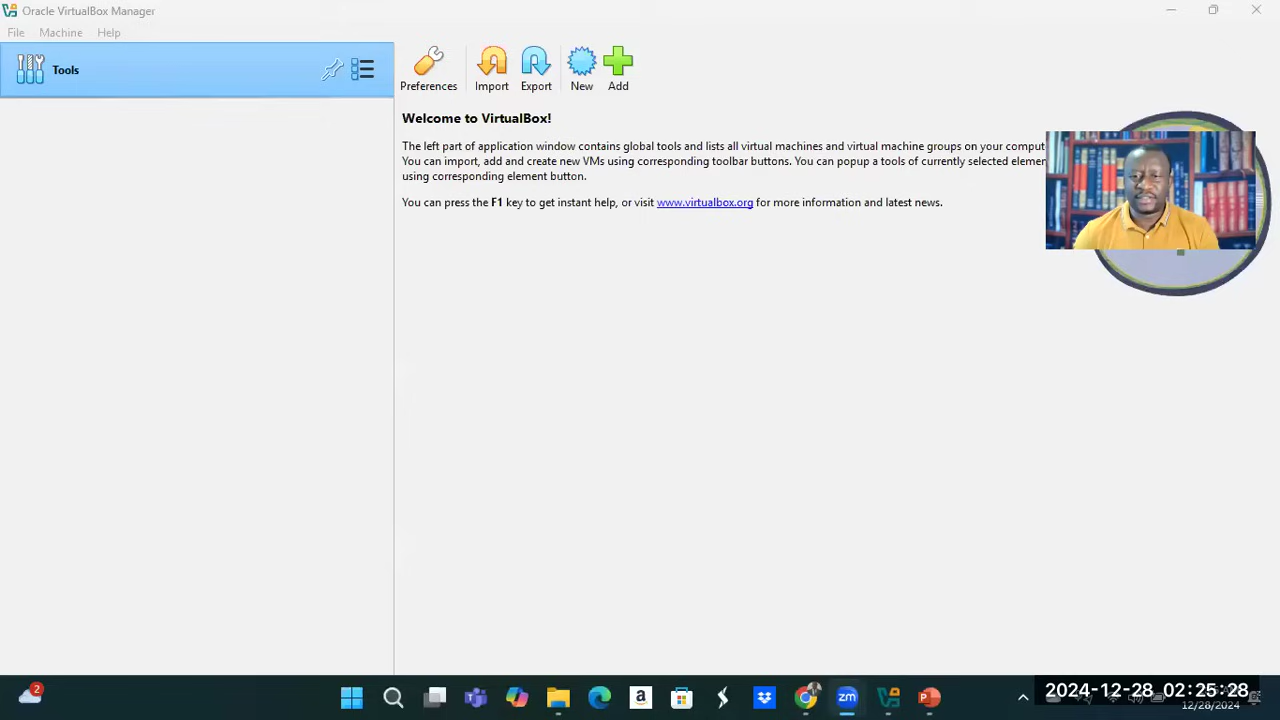 Oracle VirtualBox Manager
File Machine Help
Tools
Preferences Import Export New Add
Welcome to VirtualBox!
The left part of application window contains global tools and lists all virtual machines and virtual machine groups on your
You can import, add and create new VMs using corresponding toolbar buttons. You can popup a tools of currently selected
using corresponding element button.
You can press the F1 key to get instant help, or visit www.virtualbox.org for more information and latest news.
2
a
zm
P
2024-12-28 02:25:28
12/28/2024